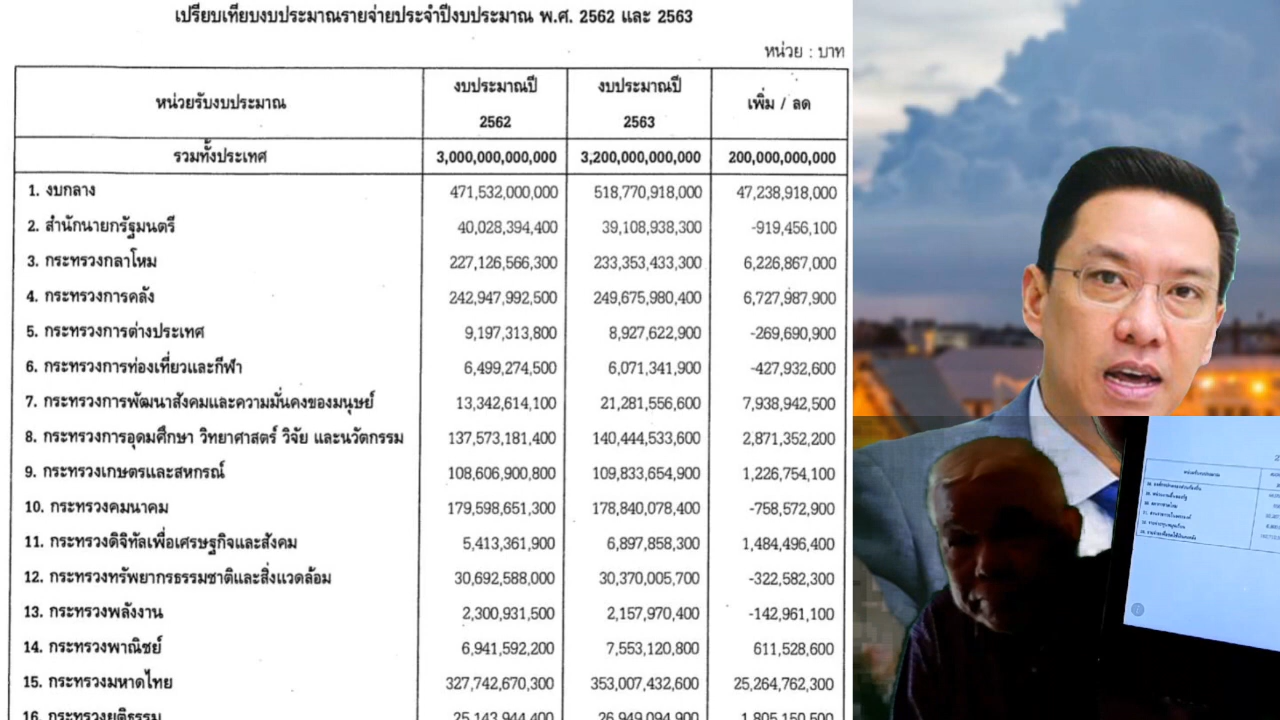 เปรียบเทียบงบประมาณรายจ่ายประจำปีงบประมาณ พ.ศ. 2562 และ 2563
หน่วย : บาท
หน่วยรับงบประมาณ งบประมาณปี 2562 งบประมาณปี 2563 เพิ่ม / ลด
รวมทั้งประเทศ 3,000,000,000,000 3,200,000,000,000 200,000,000,000
1. งบกลาง 471,532,000,000 518,770,918,000 47,238,918,000
2. สำนักนายกรัฐมนตรี 40,028,394,400 39,108,938,300 -919,456,100
3. กระทรวงกลาโหม 227,126,566,300 233,353,433,300 6,226,867,000
4. กระทรวงการคลัง 242,947,992,500 249,675,980,400 6,727,987,900
5. กระทรวงการต่างประเทศ 9,197,313,800 8,927,622,900 -269,690,900
6. กระทรวงการท่องเที่ยวและกีฬา 6,499,274,500 6,071,341,900 -427,932,600
7. กระทรวงการพัฒนาสังคมและความมั่นคงของมนุษย์ 13,342,614,100 21,281,556,600 7,938,942,500
8. กระทรวงการอุดมศึกษา วิทยาศาสตร์ วิจัย และนวัตกรรม 137,573,181,400 140,444,533,600 2,871,352,200
9. กระทรวงเกษตรและสหกรณ์ 108,606,900,800 109,833,654,900 1,226,754,100
10. กระทรวงคมนาคม 179,598,651,300 178,840,078,400 -758,572,900
11. กระทรวงดิจิทัลเพื่อเศรษฐกิจและสังคม 5,413,361,900 6,897,858,300 1,484,496,400
12. กระทรวงทรัพยากรธรรมชาติและสิ่งแวดล้อม 30,692,588,000 30,370,005,700 -322,582,300
13. กระทรวงพลังงาน 2,300,931,500 2,157,970,400 -142,961,100
14. กระทรวงพาณิชย์ 6,941,592,200 7,553,120,800 611,528,600
15. กระทรวงมหาดไทย 327,742,670,300 353,007,432,600 25,264,762,300
16. กระทรวงยุติธรรม 25,143,944,400 26,949,094,900 1,805,150,500